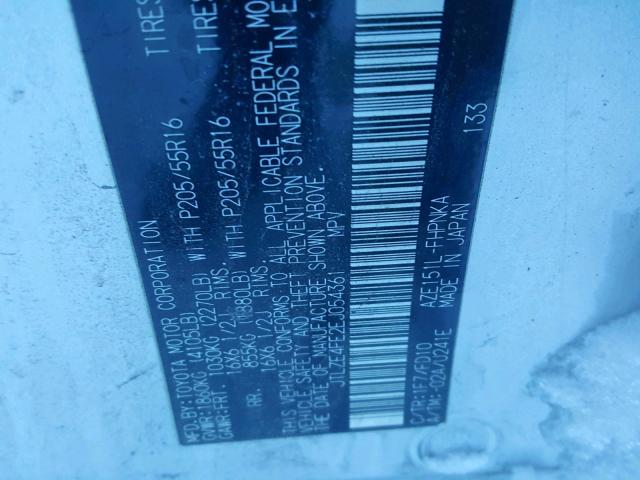 MFD. BY:TOYOTA MOTOR CORPORATION
GVWR:1860KG (4105LB)
GAWR:FRT. 1030KG (2270LB) WITH P205/55R16 TIRES
16X6 1/2J RIMS,
RR. 855KG (1880LB) WITH P205/55R16 TIRES
16X6 1/2J RIMS,
THIS VEHICLE CONFORMS TO ALL APPLICABLE FEDERAL MO
VEHICLE SAFETY AND THEFT PREVENTION STANDARDS IN E
THE DATE OF MANUFACTURE SHOWN ABOVE.
JTLZE4FE2EJ054361 MPV
C/TR:1F7/FD10 AZE151L-FHPNKA 133
A/TM:-02A/U241E MADE IN JAPAN